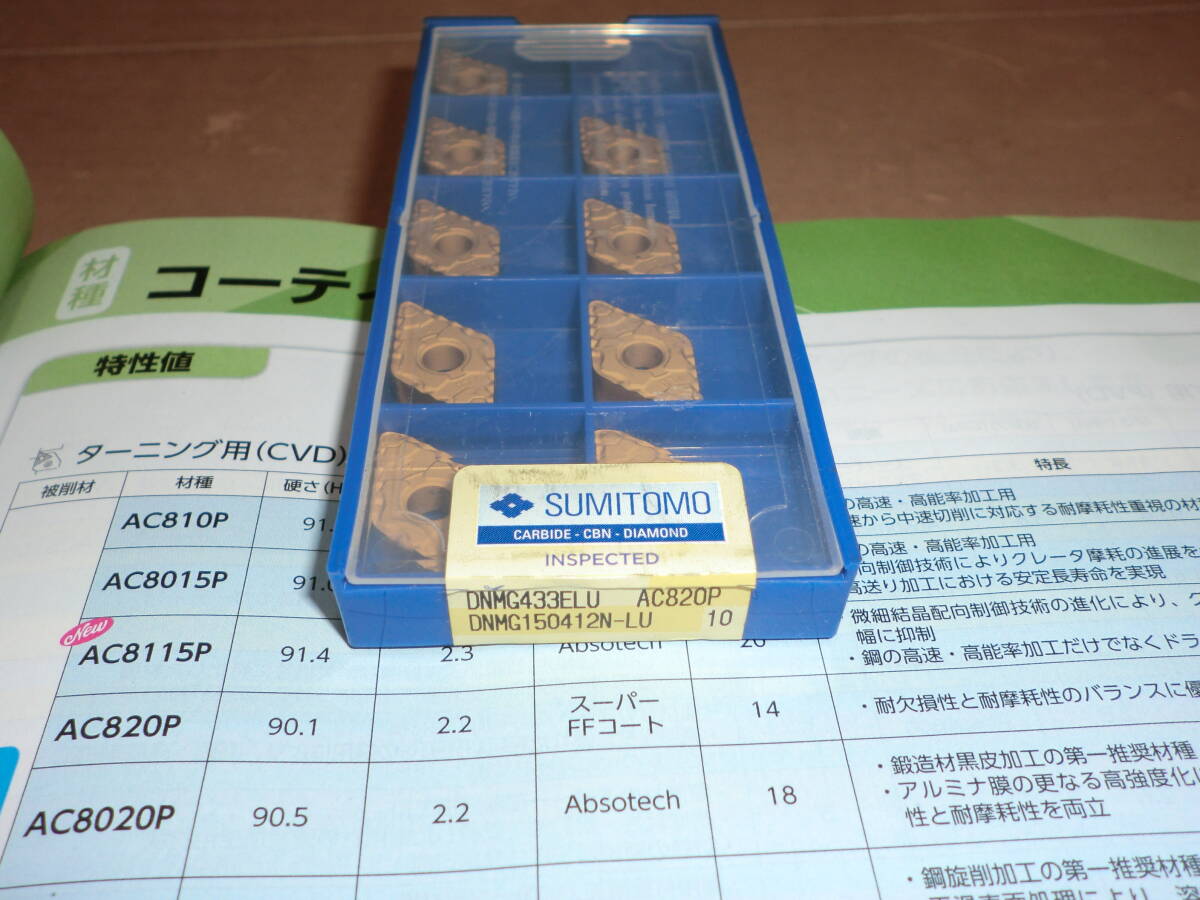 材種
コーティ
特性値
ターニング用(CVD)
被削材 材種 硬さ(H 特長
AC810P 91.
の高速・高能率加工用
速から中速切削に対応する耐摩耗性重視の材
AC8015P 91.
の高速・高能率加工用
向制御技術によりクレータ摩耗の進展を
高送り加工における安定長寿命を実現
New
AC8115P 91.4 2.3 Absotech 20
微細結晶配向制御技術の進化により、ク
幅に抑制
・鋼の高速・高能率加工だけでなくドラ
AC820P 90.1 2.2 スーパー
FFコート 14
・耐欠損性と耐摩耗性のバランスに優
AC8020P 90.5 2.2 Absotech 18
・鍛造材黒皮加工の第一推奨材種
・アルミナ膜の更なる高強度化
性と耐摩耗性を両立
・鋼旋削加工の第一推奨材種
SUMITOMO
CARBIDE - CBN - DIAMOND
INSPECTED
DNMG433ELU AC820P
DNMG150412N-LU 10